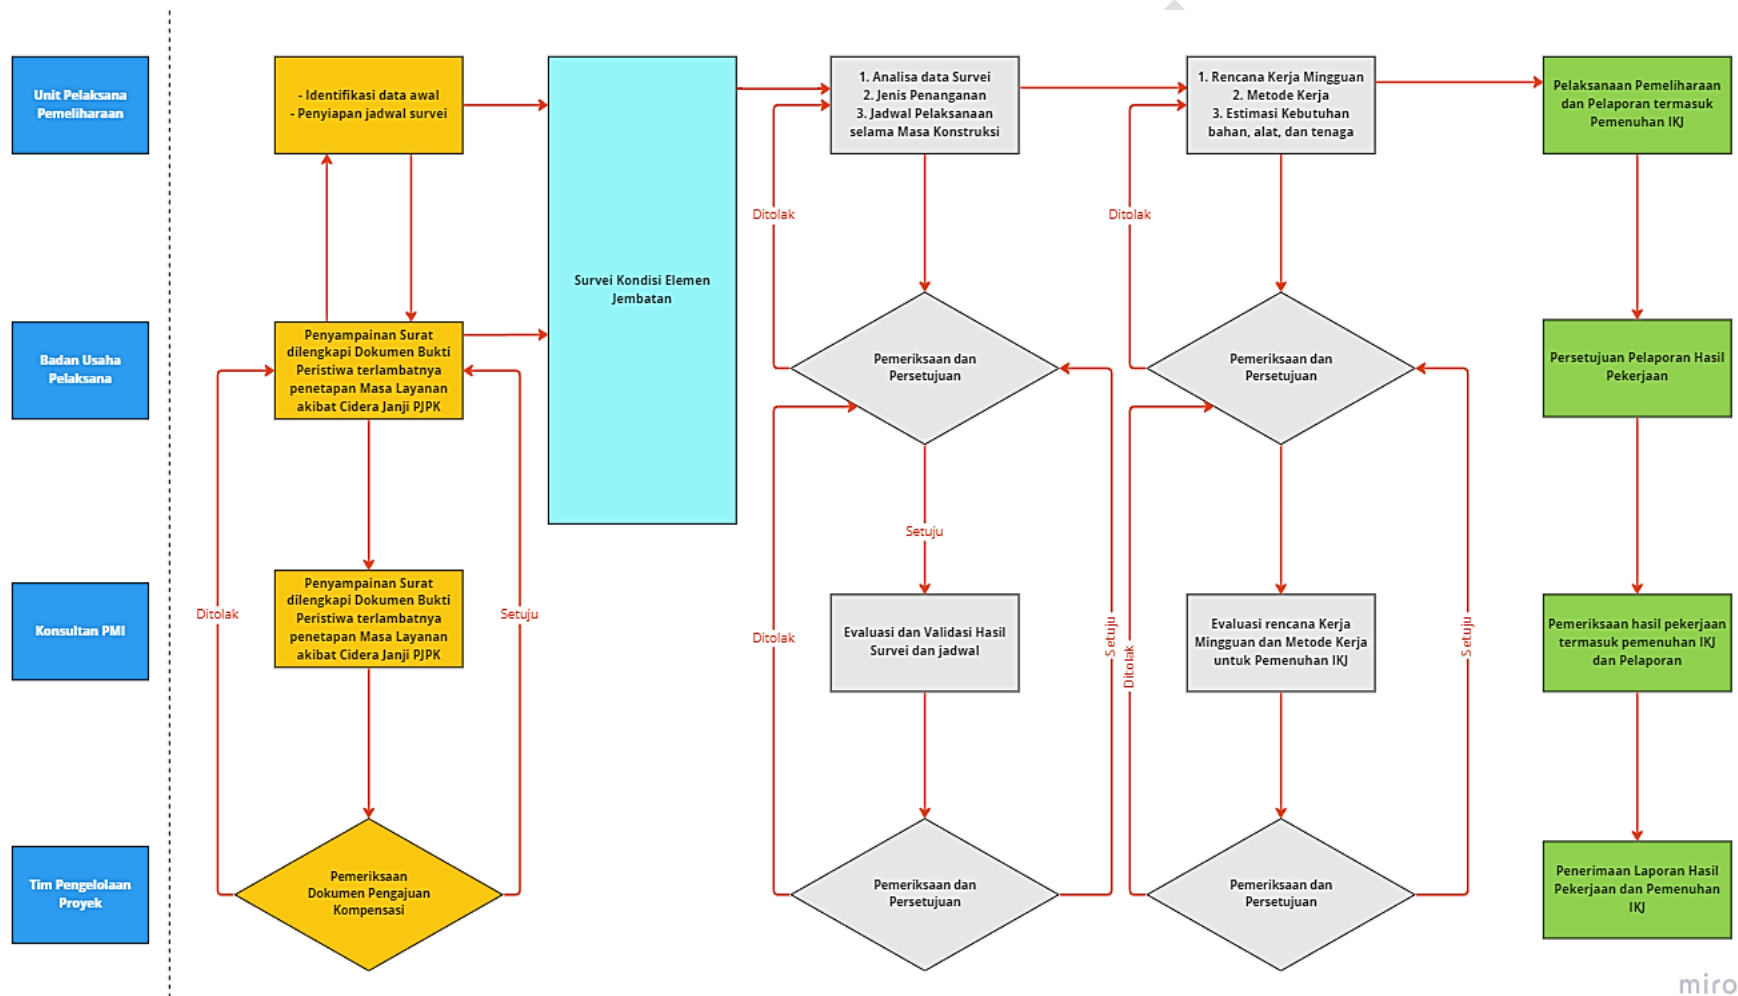 Unit Pelaksana
Pemeliharaan
Badan Usaha
Pelaksana
Konsultan PMI
Tim Pengelolaan
Proyek
- Identifikasi data awal
- Penyiapan jadwal survei
Penyampainan Surat
dilengkapi Dokumen Bukti
Peristiwa terlambatnya
penetapan Masa Layanan
akibat Cidera Janji PJPK
Penyampainan Surat
dilengkapi Dokumen Bukti
Peristiwa terlambatnya
penetapan Masa Layanan
akibat Cidera Janji PJPK
Ditolak
Setuju
Pemeriksaan
Dokumen Pengajuan
Kompensasi
Survei Kondisi Elemen
Jembatan
1. Analisa data Survei
2. Jenis Penanganan
3. Jadwal Pelaksanaan
selama Masa Konstruksi
Ditolak
Pemeriksaan dan
Persetujuan
Setuju
Evaluasi dan Validasi Hasil
Survei dan jadwal
Ditolak
Setuju
Pemeriksaan dan
Persetujuan
1. Rencana Kerja Mingguan
2. Metode Kerja
3. Estimasi Kebutuhan
bahan, alat, dan tenaga
Ditolak
Pemeriksaan dan
Persetujuan
Evaluasi rencana Kerja
Mingguan dan Metode Kerja
untuk Pemenuhan IKJ
Ditolak
Setuju
Pemeriksaan dan
Persetujuan
Pelaksanaan Pemeliharaan
dan Pelaporan termasuk
Pemenuhan IKJ
Persetujuan Pelaporan Hasil
Pekerjaan
Pemeriksaan hasil pekerjaan
termasuk pemenuhan IKJ
dan Pelaporan
Penerimaan Laporan Hasil
Pekerjaan dan Pemenuhan
IKJ
miro